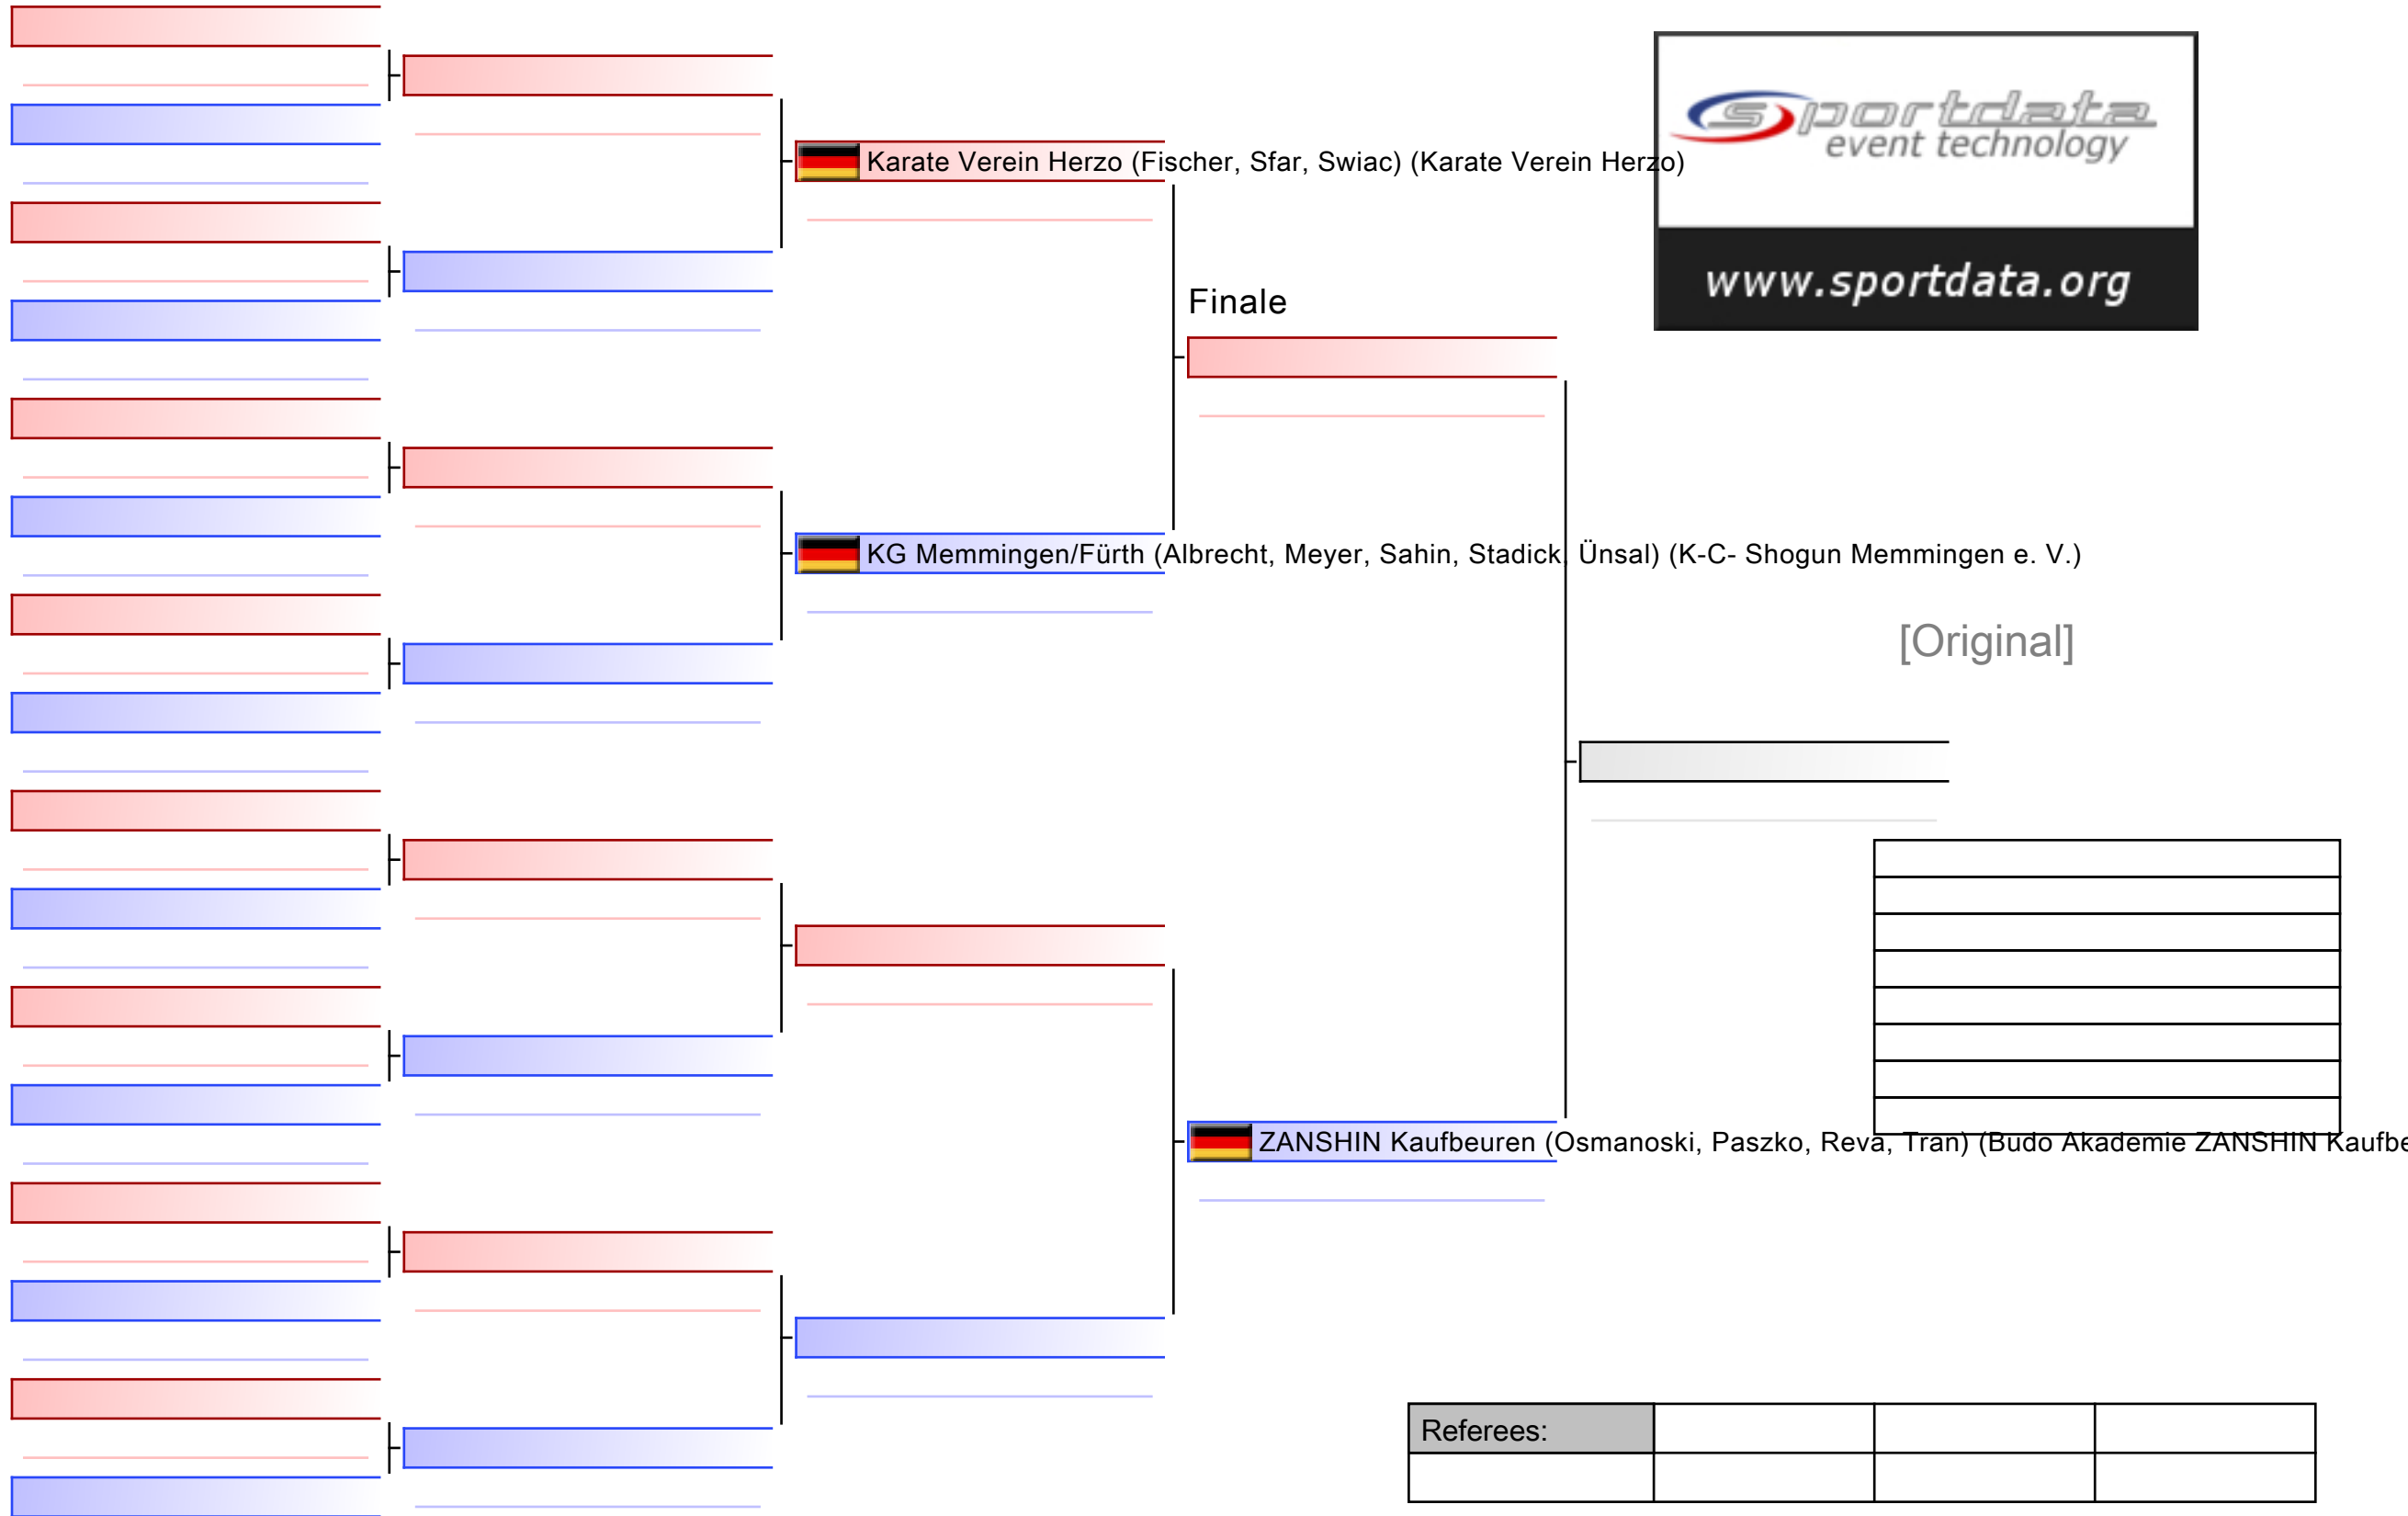 sportdata
event technology
www.sportdata.org
Karate Verein Herzo (Fischer, Sfar, Swiac) (Karate Verein Herzo)
Finale
KG Memmingen/Fürth (Albrecht, Meyer, Sahin, Stadick, Ünsal) (K-C- Shogun Memmingen e. V.)
[Original]
ZANSHIN Kaufbeuren (Osmanoski, Paszko, Reva, Tran) (Budo Akademie ZANSHIN Kaufbe
Referees: